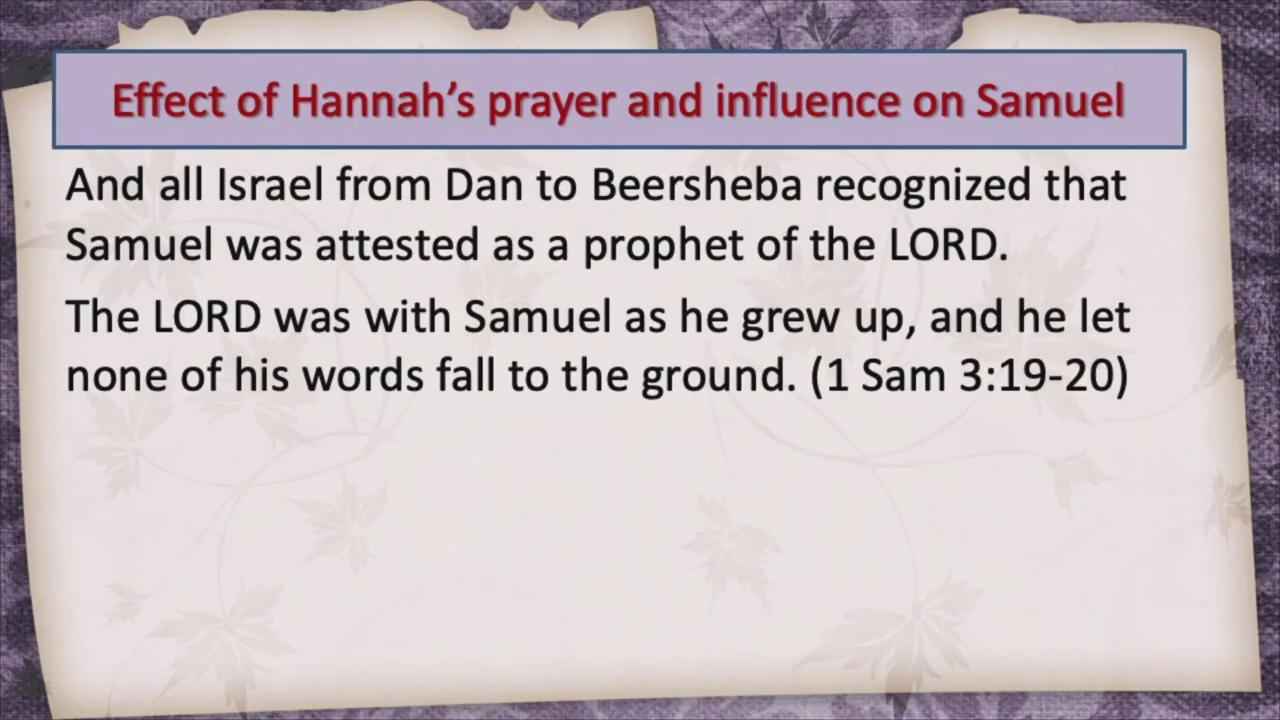 Effect of Hannah’s prayer and influence on Samuel
And all Israel from Dan to Beersheba recognized that
Samuel was attested as a prophet of the LORD.
The LORD was with Samuel as he grew up, and he let
none of his words fall to the ground. (1 Sam 3:19-20)